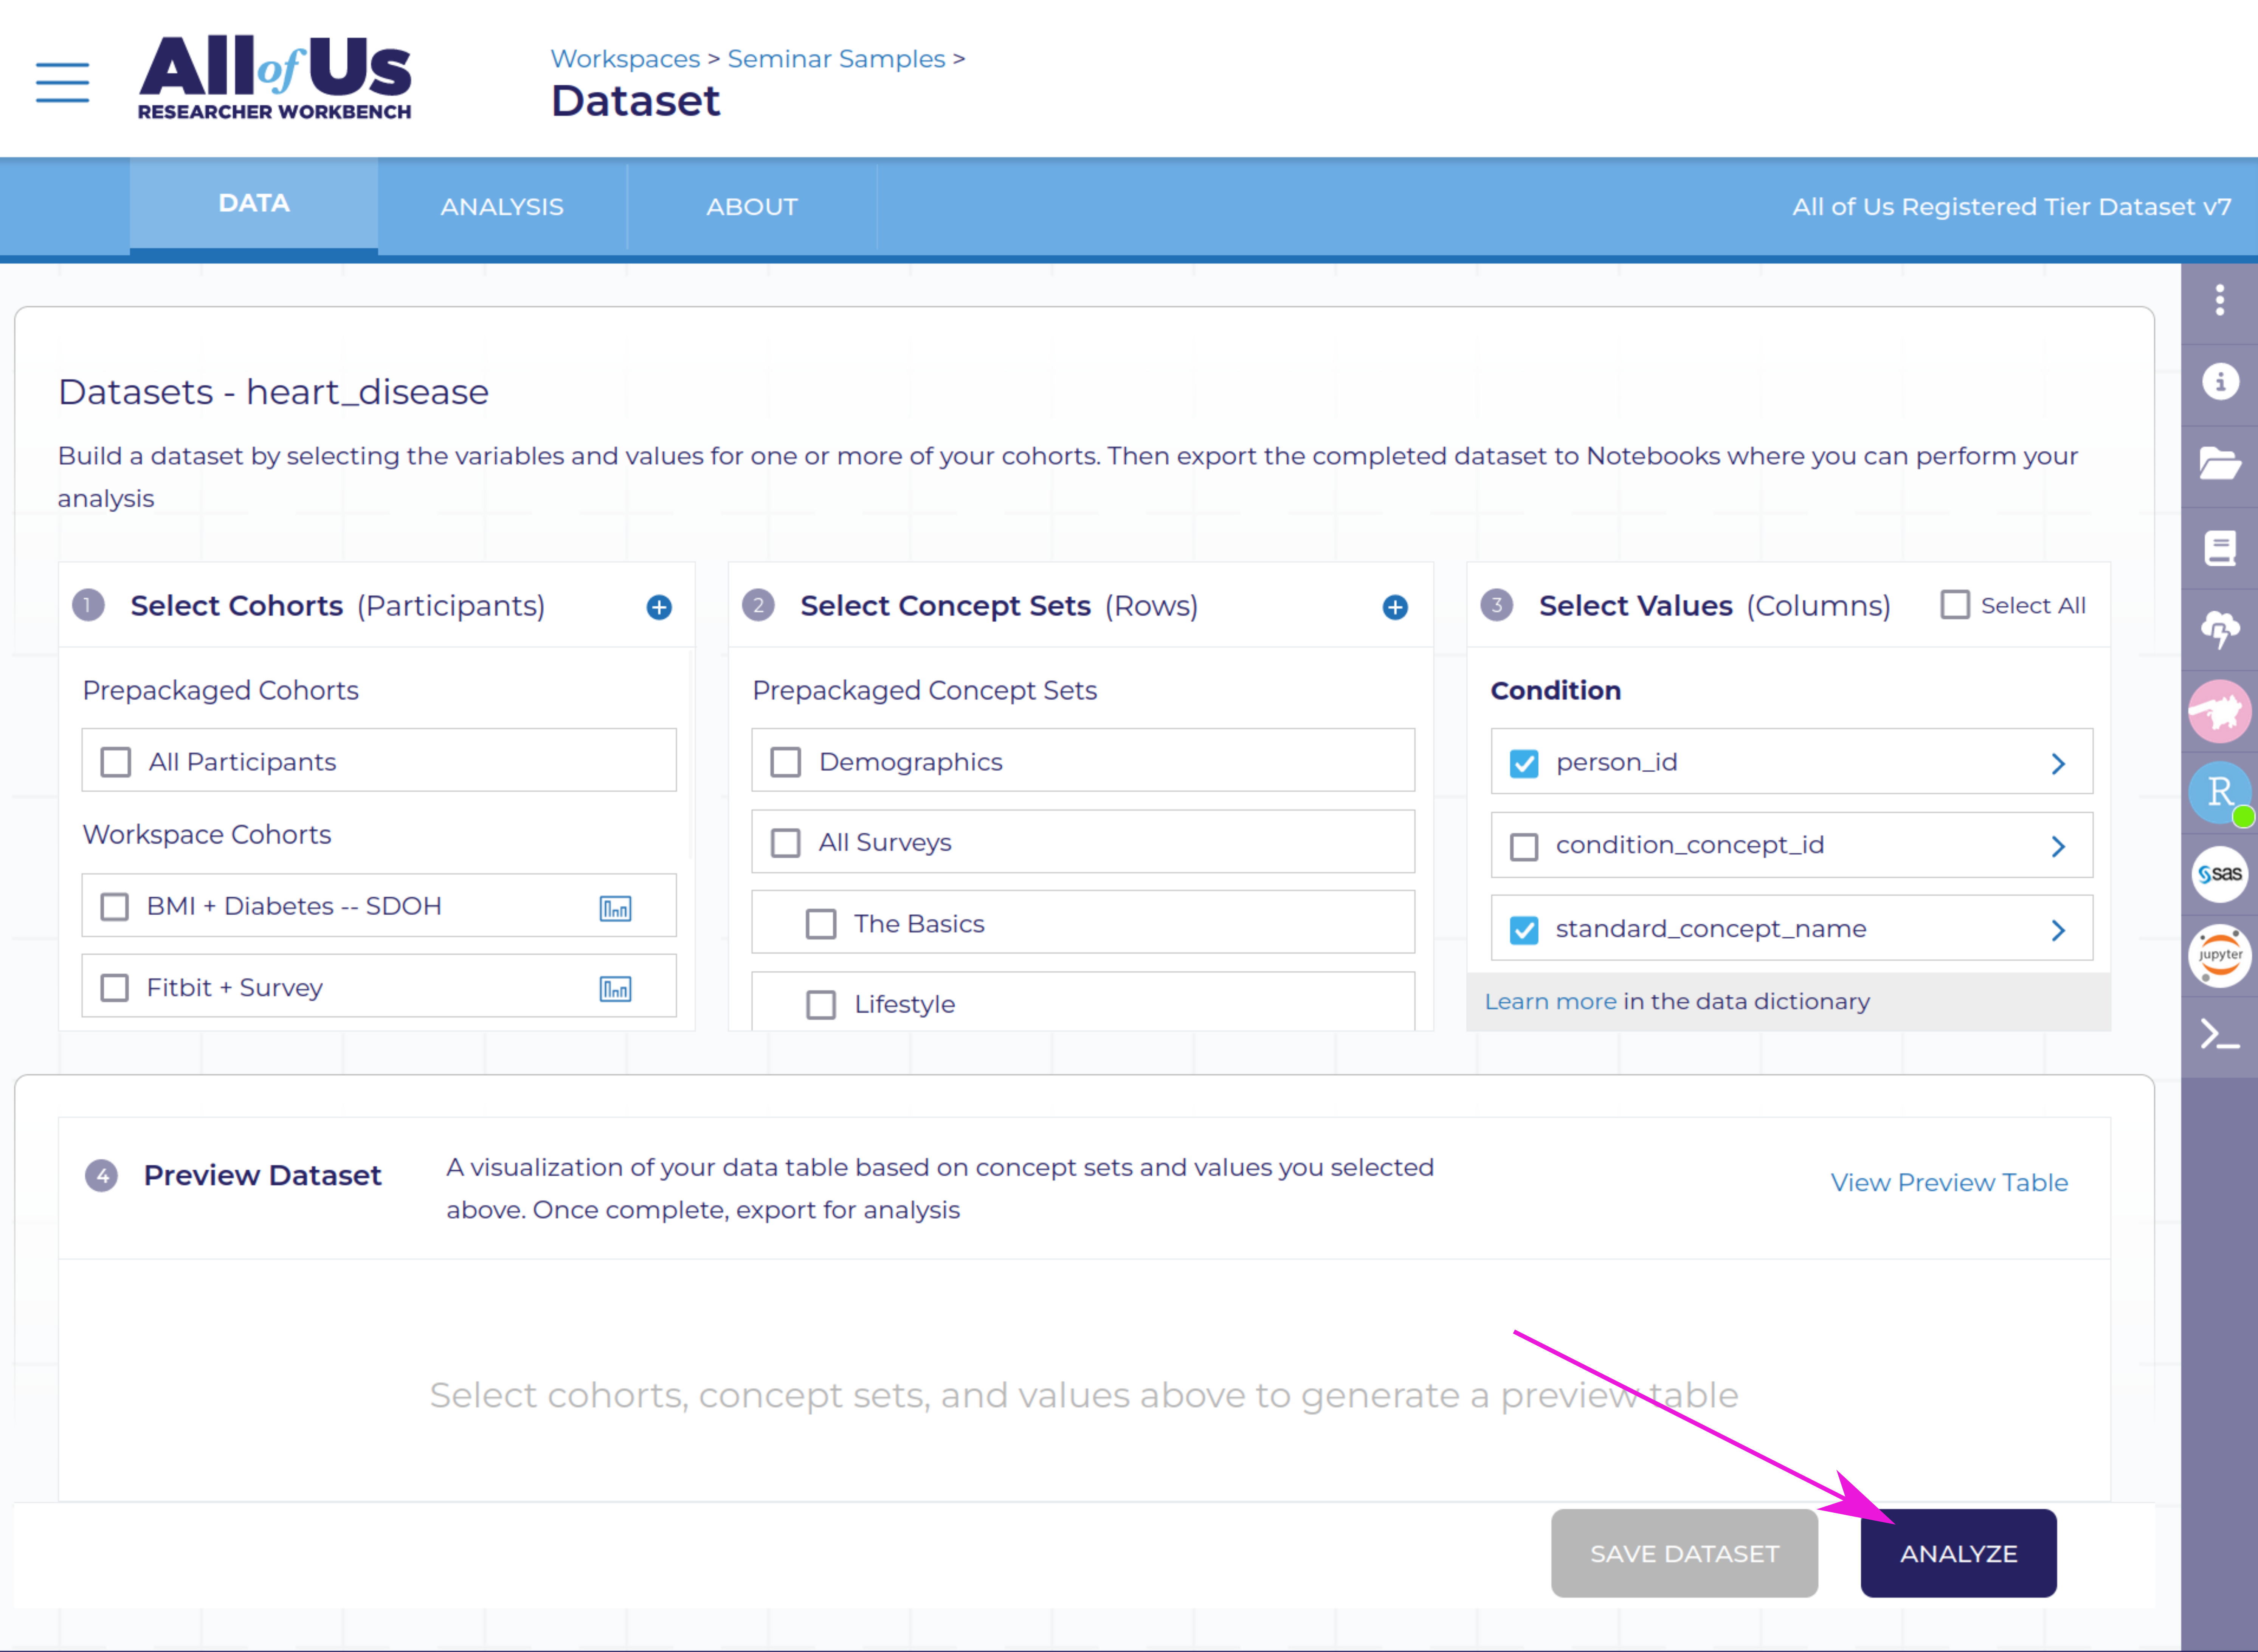 All of Us
RESEARCHER WORKBENCH
Workspaces > Seminar Samples >
Dataset
DATA
ANALYSIS
ABOUT
All of Us Registered Tier Dataset v7
Datasets - heart_disease
Build a dataset by selecting the variables and values for one or more of your cohorts. Then export the completed dataset to Notebooks where you can perform your
analysis
1 Select Cohorts (Participants)
Prepackaged Cohorts
All Participants
Workspace Cohorts
BMI + Diabetes -- SDOH
Fitbit + Survey
2 Select Concept Sets (Rows)
Prepackaged Concept Sets
Demographics
All Surveys
The Basics
Lifestyle
3 Select Values (Columns) Select All
Condition
person_id
condition_concept_id
standard_concept_name
Learn more in the data dictionary
4 Preview Dataset
A visualization of your data table based on concept sets and values you selected
above. Once complete, export for analysis
View Preview Table
Select cohorts, concept sets, and values above to generate a preview table
SAVE DATASET
ANALYZE
R
sas
jupyter